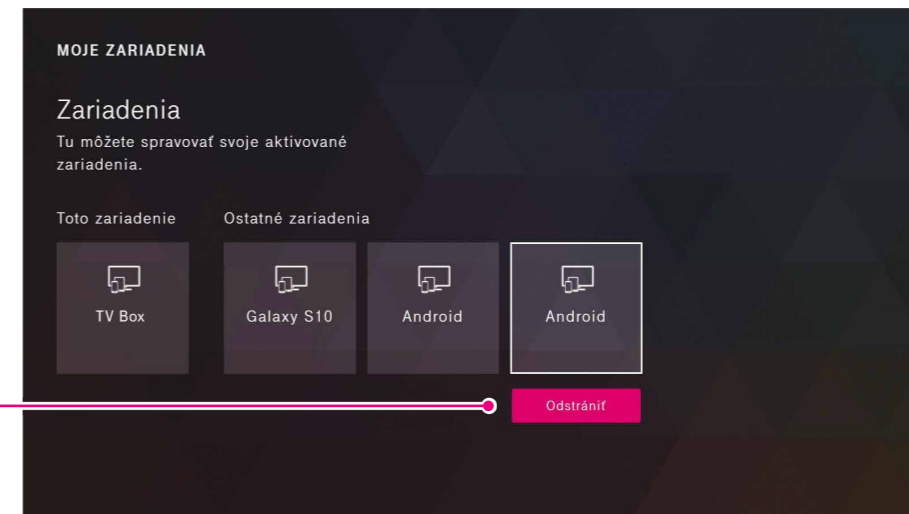 MOJE ZARIADENIA
Zariadenia
Tu môžete spravovať svoje aktivované
zariadenia.
Toto zariadenie
Ostatné zariadenia
TV Box
Galaxy S10
Android
Android
Odstrániť